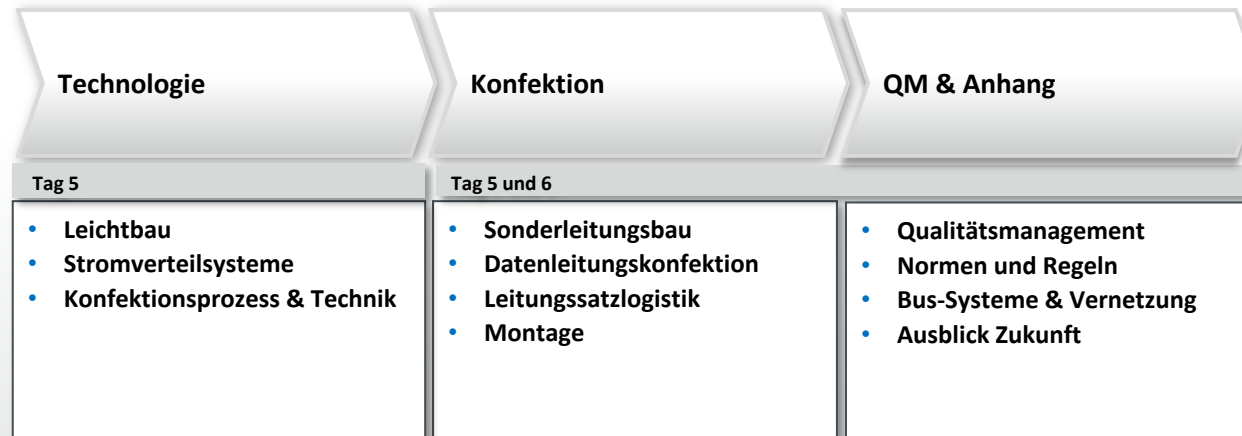 Technologie
Konfektion
QM & Anhang
Tag 5
Tag 5 und 6
• Leichtbau
• Stromverteilsysteme
• Konfektionsprozess & Technik
• Sonderleitungsbau
• Datenleitungskonfektion
• Leitungssatzlogistik
• Montage
• Qualitätsmanagement
• Normen und Regeln
• Bus-Systeme & Vernetzung
• Ausblick Zukunft